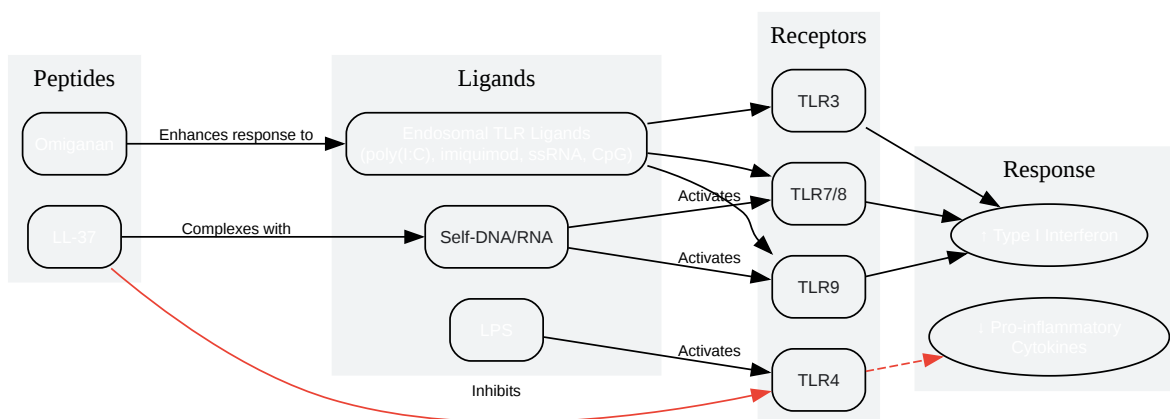 Peptides
Omiganan
LL-37
Enhances response to
Complexes with
Ligands
Endosomal TLR Ligands
(poly(I:C), imiquimod, ssRNA, CpG)
Self-DNA/RNA
LPS
Activates
Activates
Activates
Inhibits
Receptors
TLR3
TLR7/8
TLR9
TLR4
Response
↑ Type I Interferon
↓ Pro-inflammatory
Cytokines